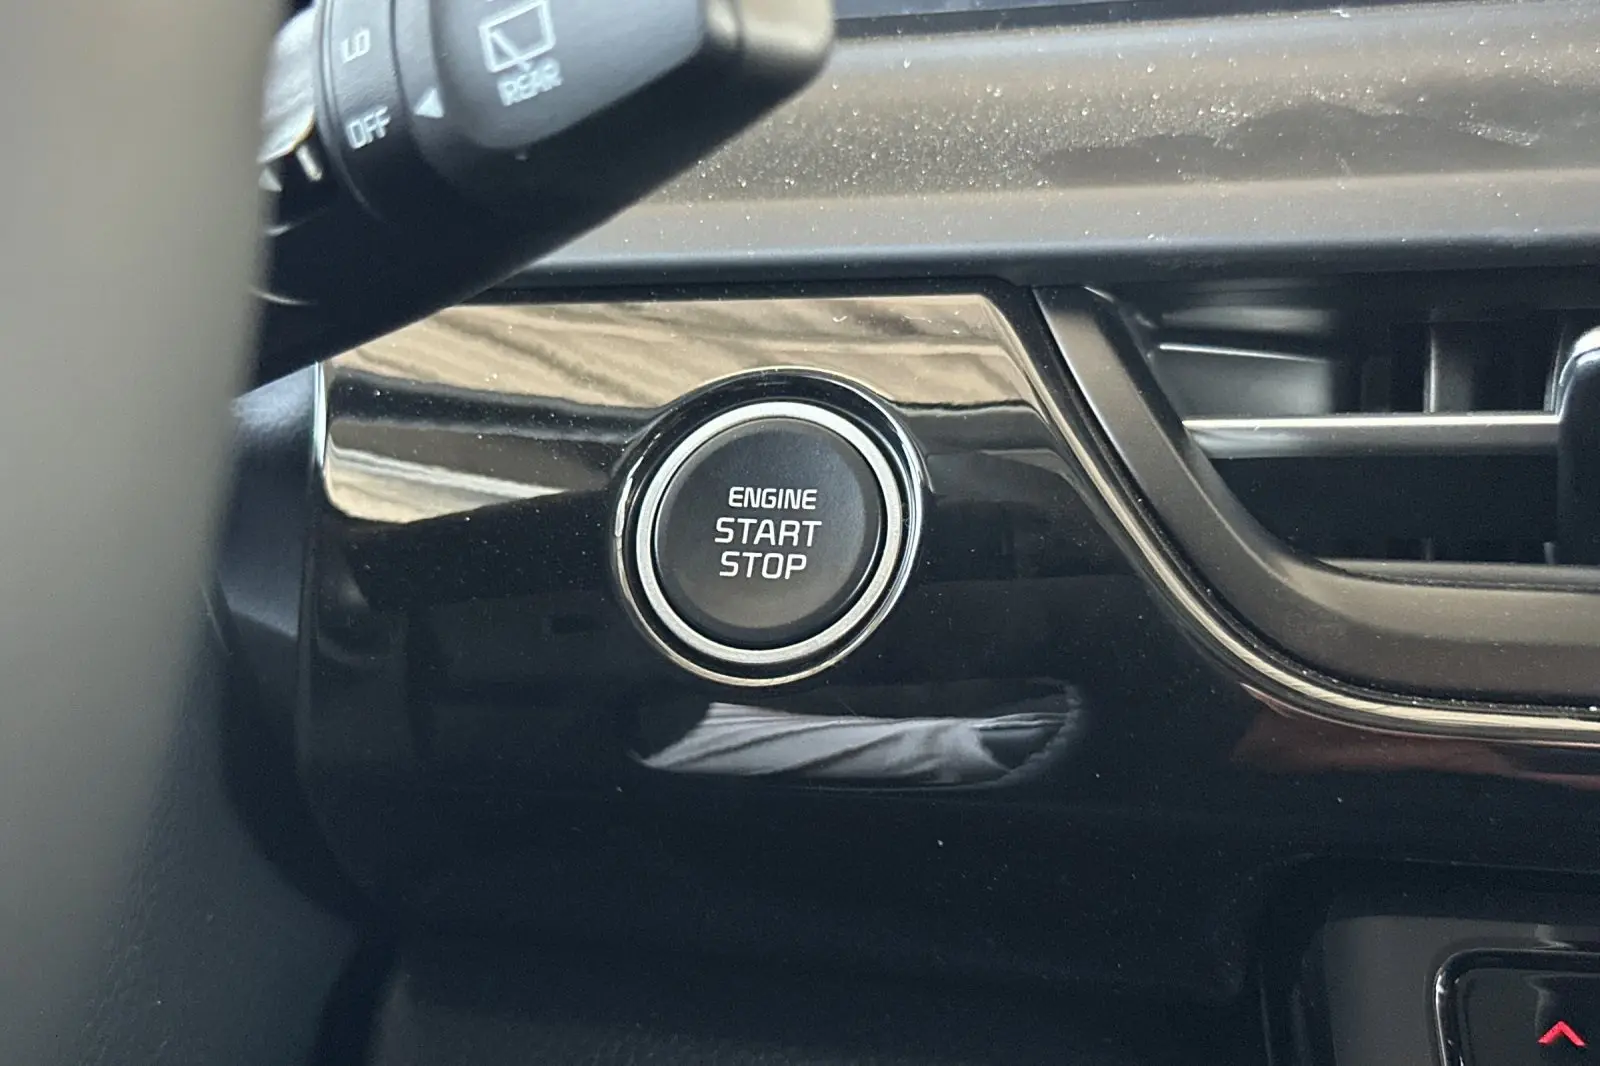 LO
OFF
REAR
ENGINE
START
STOP